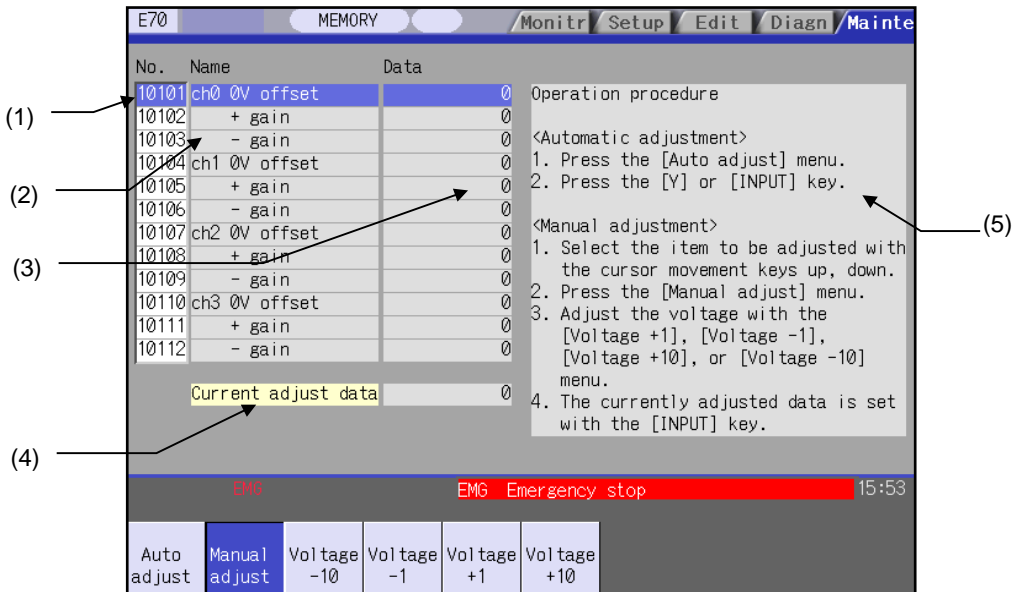 E70 MEMORY Monitr Setup Edit Diagn Mainte
No. Name Data
10101 ch0 0V offset 0
10102 + gain 0
10103 - gain 0
10104 ch1 0V offset 0
10105 + gain 0
10106 - gain 0
10107 ch2 0V offset 0
10108 + gain 0
10109 - gain 0
10110 ch3 0V offset 0
10111 + gain 0
10112 - gain 0
Current adjust data 0
Operation procedure
<Automatic adjustment>
1. Press the [Auto adjust] menu.
2. Press the [Y] or [INPUT] key.
<Manual adjustment>
1. Select the item to be adjusted with
the cursor movement keys up, down.
2. Press the [Manual adjust] menu.
3. Adjust the voltage with the
[Voltage +1], [Voltage -1],
[Voltage +10], or [Voltage -10]
menu.
4. The currently adjusted data is set
with the [INPUT] key.
(1)
(2)
(3)
(4)
(5)
EMG EMG Emergency stop 15:53
Auto adjust
Manual adjust
Voltage -10
Voltage -1
Voltage +1
Voltage +10